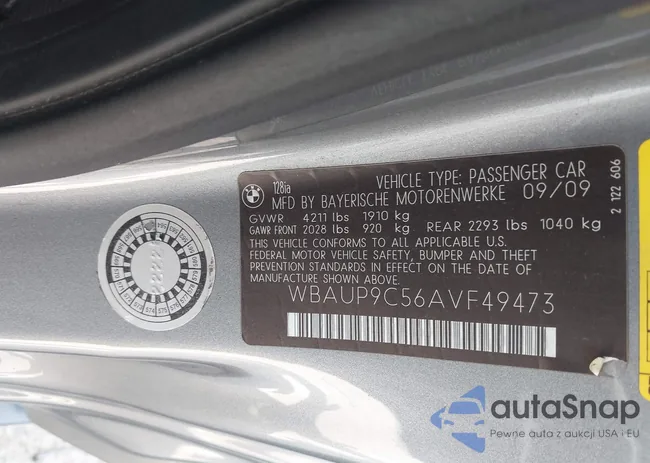 BMW
128ia
VEHICLE TYPE: PASSENGER CAR
MFD BY BAYERISCHE MOTORENWERKE 09/09
GVWR 4211 lbs 1910 kg
GAWR FRONT 2028 lbs 920 kg REAR 2293 lbs 1040 kg
THIS VEHICLE CONFORMS TO ALL APPLICABLE U.S.
FEDERAL MOTOR VEHICLE SAFETY, BUMPER AND THEFT
PREVENTION STANDARDS IN EFFECT ON THE DATE OF
MANUFACTURE SHOWN ABOVE.
WBAUP9C56AVF49473
2 122 606
autaSnap
Pewne auta z aukcji USA i EU